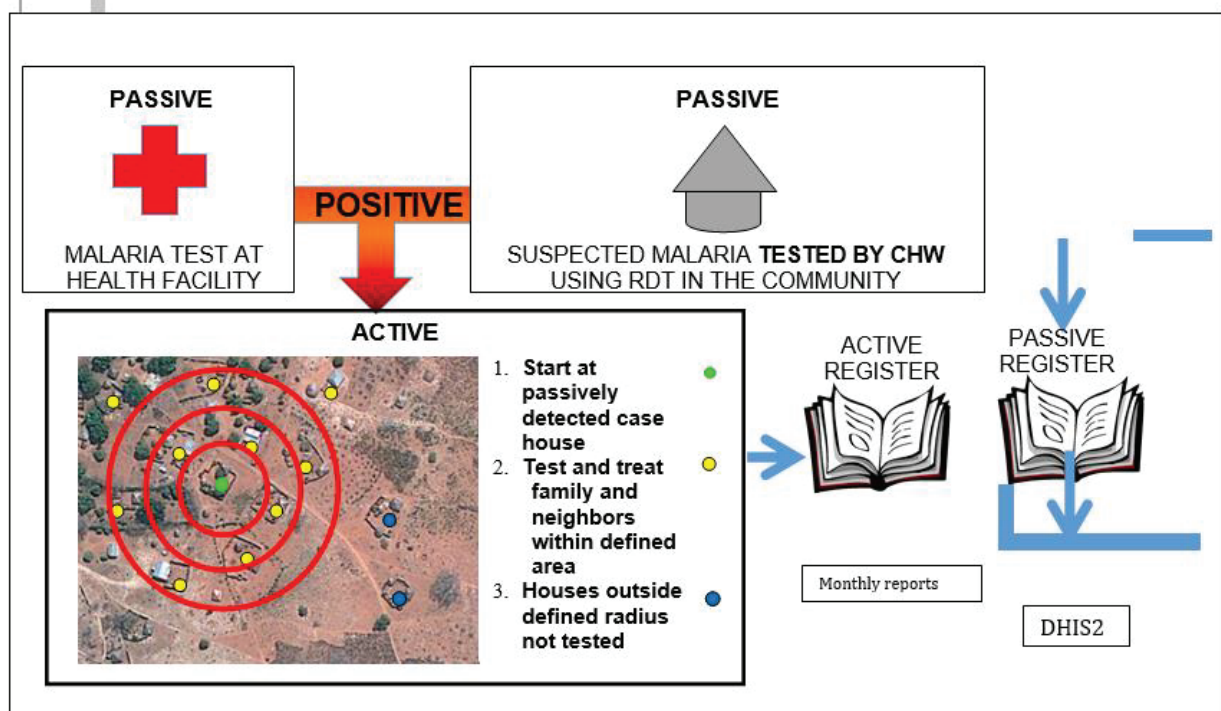 PASSIVE
MALARIA TEST AT
HEALTH FACILITY
POSITIVE
PASSIVE
SUSPECTED MALARIA TESTED BY CHW
USING RDT IN THE COMMUNITY
ACTIVE
1. Start at
passively
detected case
house
2. Test and treat
family and
neighbors
within defined
area
3. Houses outside
defined radius
not tested
ACTIVE
REGISTER
PASSIVE
REGISTER
Monthly reports
DHIS2